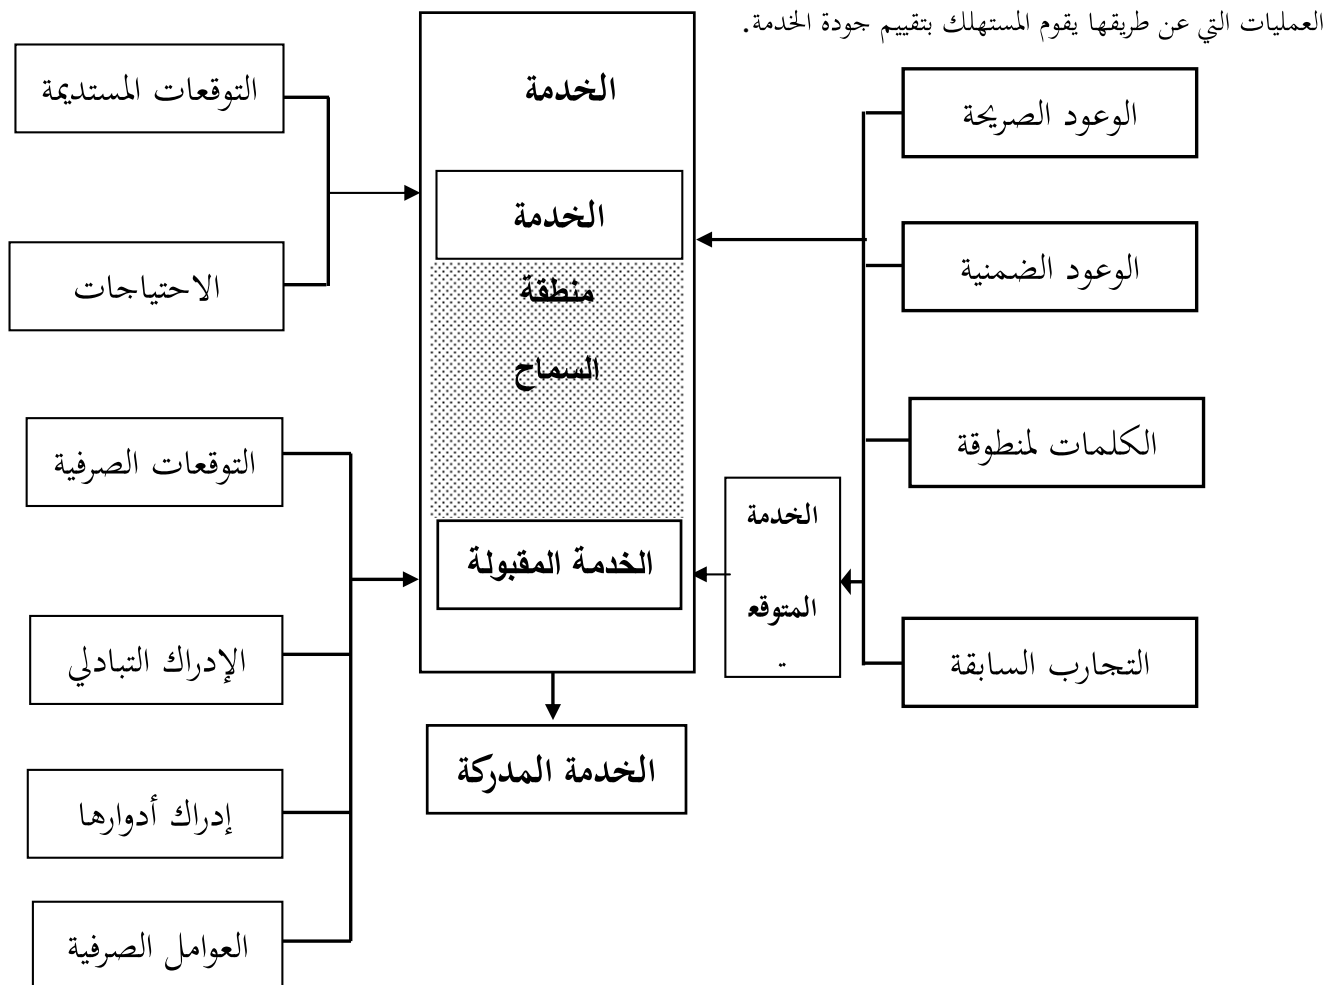 العمليات التي عن طريقها يقوم المستهلك بتقييم جودة الخدمة.
الوعود الصريحة
الوعود الضمنية
الكلمات لمنطوقة
التجارب السابقة
الخدمة
المتوقع
الخدمة
الخدمة
منطقة
السماح
الخدمة المقبولة
الخدمة المدركة
التوقعات المستديمة
الاحتياجات
التوقعات الصرفية
الإدراك التبادلي
إدراك أدوارها
العوامل الصرفية